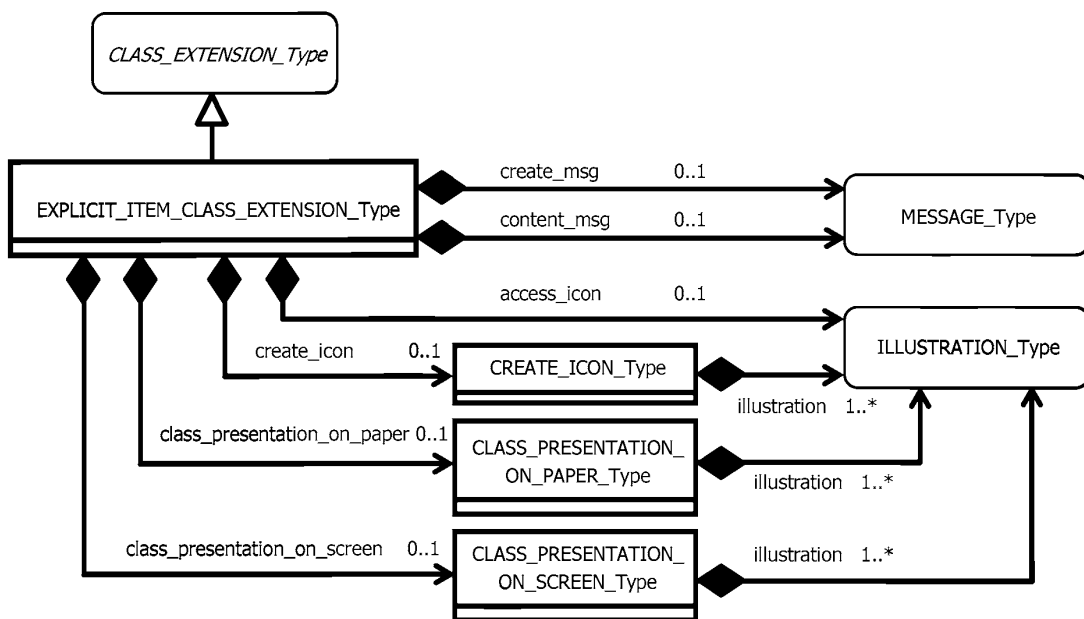 CLASS_EXTENSION_Type
create_msg 0..1
EXPLICIT_ITEM_CLASS_EXTENSION_Type
content_msg 0..1
MESSAGE_Type
access_icon 0..1
create_icon 0..1
CREATE_ICON_Type
ILLUSTRATION_Type
illustration 1..*
class_presentation_on_paper 0..1
CLASS_PRESENTATION_
ON_PAPER_Type
illustration 1..*
class_presentation_on_screen 0..1
CLASS_PRESENTATION_
ON_SCREEN_Type
illustration 1..*